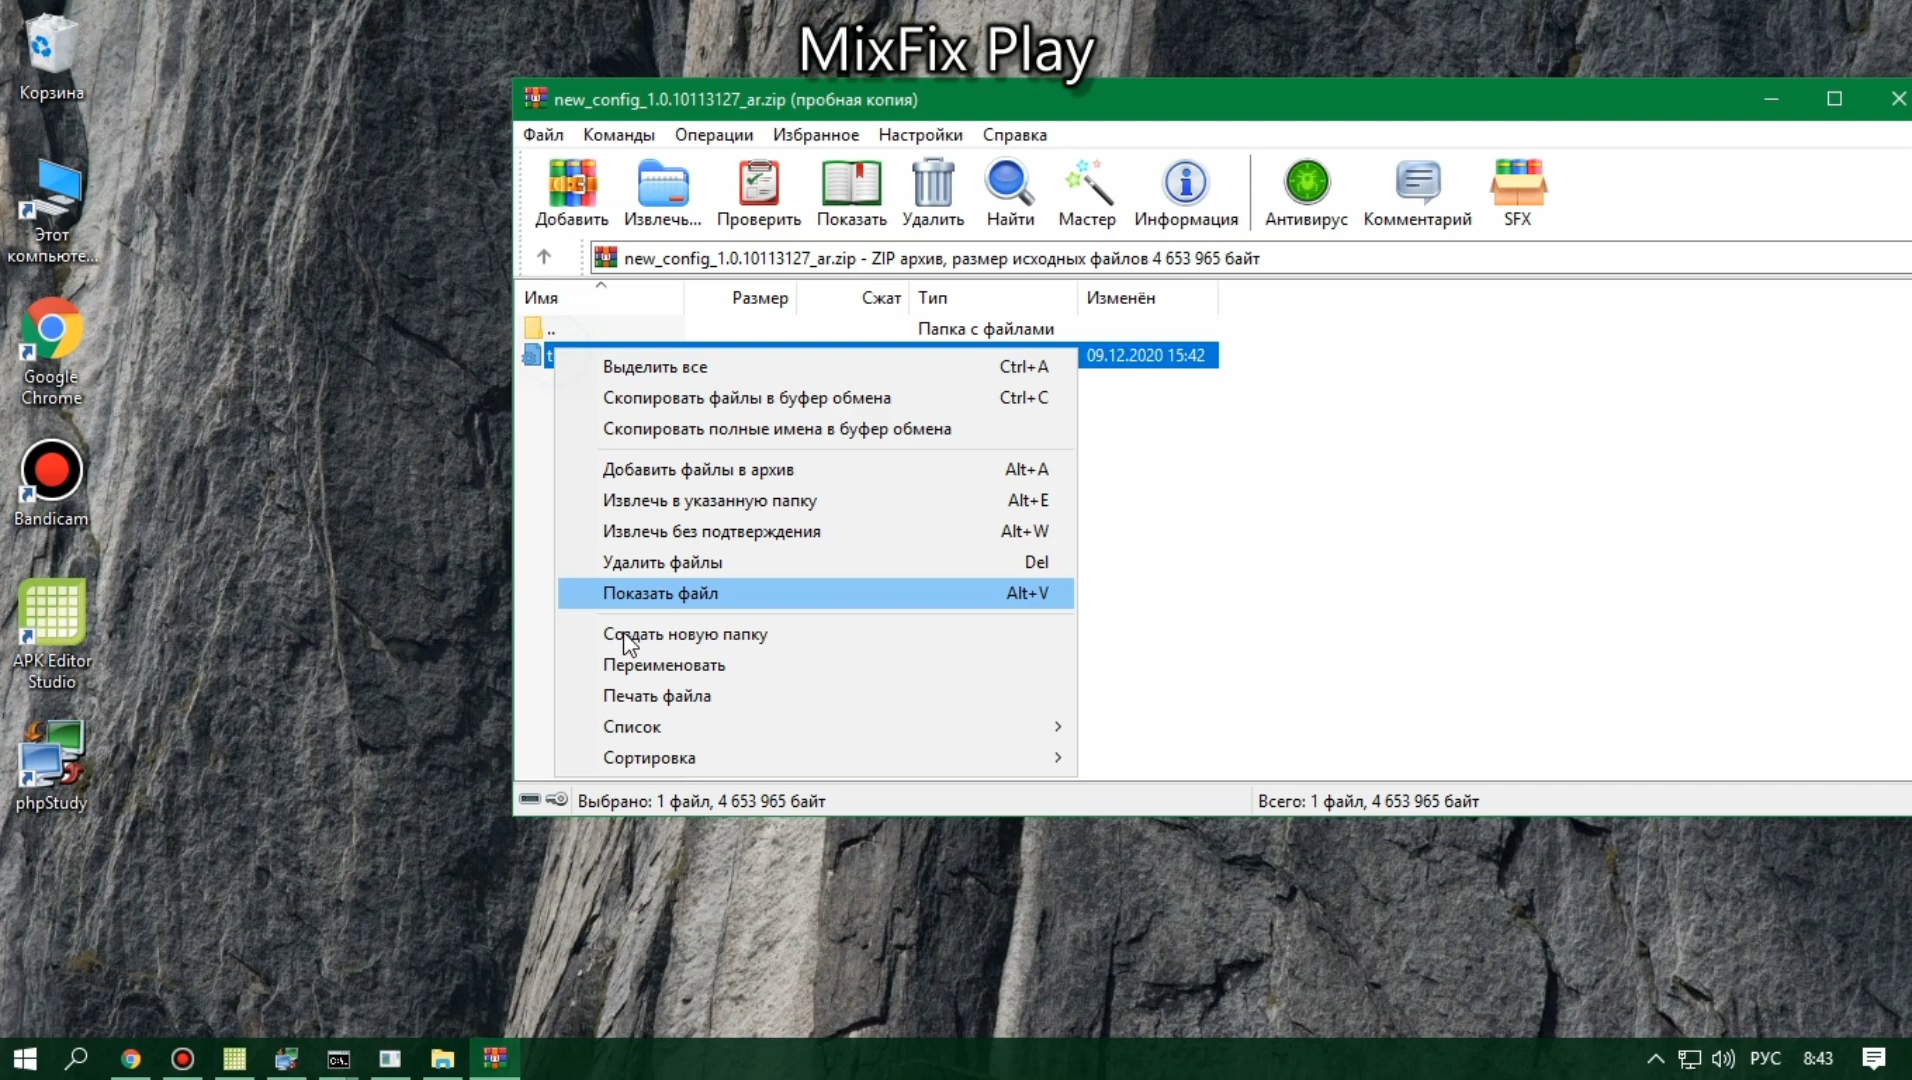 MixFix Play
Корзина
Этот
компьюте...
Google
Chrome
Bandicam
APK Editor
Studio
phpStudy
new_config_1.0.10113127_ar.zip (пробная копия)
Файл Команды Операции Избранное Настройки Справка
Добавить Извлечь... Проверить Показать Удалить Найти Мастер Информация Антивирус Комментарий SFX
new_config_1.0.10113127_ar.zip - ZIP архив, размер исходных файлов 4 653 965 байт
Имя Размер Сжат Тип Изменён
.. Папка с файлами
t 09.12.2020 15:42
Выделить все Ctrl+A
Скопировать файлы в буфер обмена Ctrl+C
Скопировать полные имена в буфер обмена
Добавить файлы в архив Alt+A
Извлечь в указанную папку Alt+E
Извлечь без подтверждения Alt+W
Удалить файлы Del
Показать файл Alt+V
Создать новую папку
Переименовать
Печать файла
Список
Сортировка
Выбрано: 1 файл, 4 653 965 байт Всего: 1 файл, 4 653 965 байт
РУС 8:43